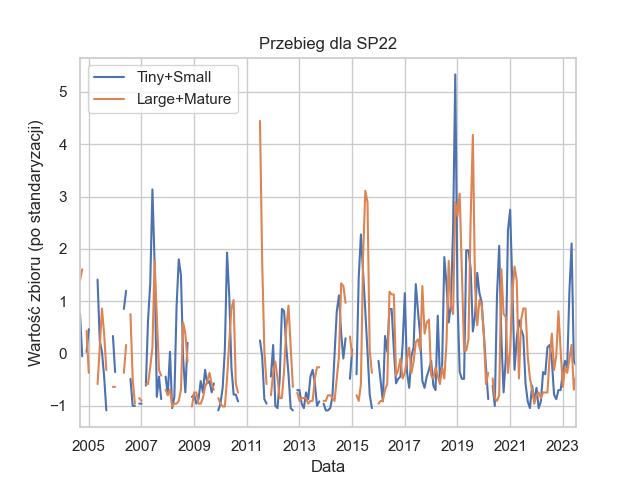 Przebieg dla SP22
Tiny+Small
Large+Mature
Wartość zbioru (po standaryzacji)
5
4
3
2
1
0
−1
2005 2007 2009 2011 2013 2015 2017 2019 2021 2023
Data